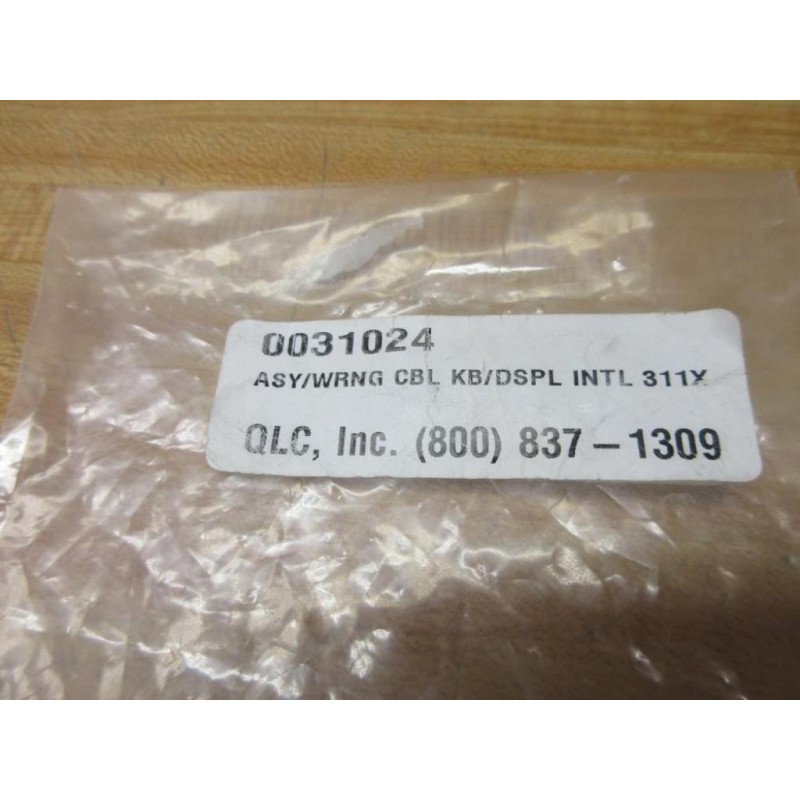 0031024
ASY/WRNG CBL KB/DSPL INTL 311X
QLC, Inc. (800) 837-1309